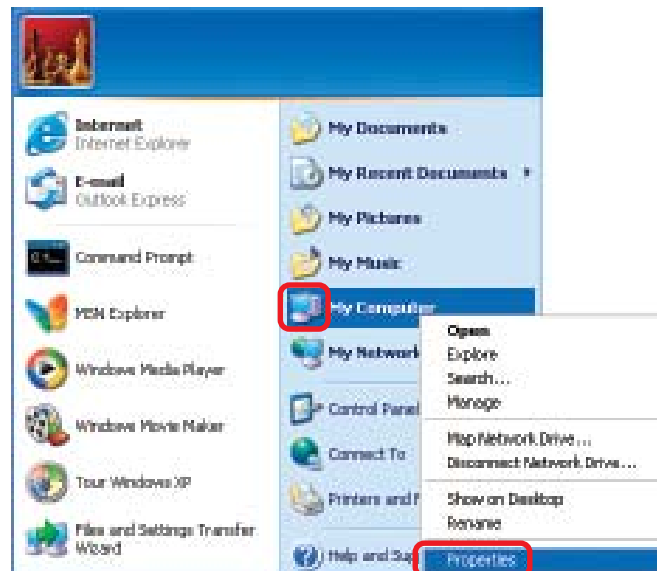 Internet
Internet Explorer
E-mail
Outlook Express
Command Prompt
MSN Explorer
Windows Media Player
Windows Movie Maker
Tour Windows XP
Files and Settings Transfer
Wizard
My Documents
My Recent Documents
My Pictures
My Music
My Computer
My Network
Control Panel
Connect To
Printers and F
Help and Sup
Open
Explore
Search...
Manage
Map Network Drive...
Disconnect Network Drive...
Show on Desktop
Rename
Properties